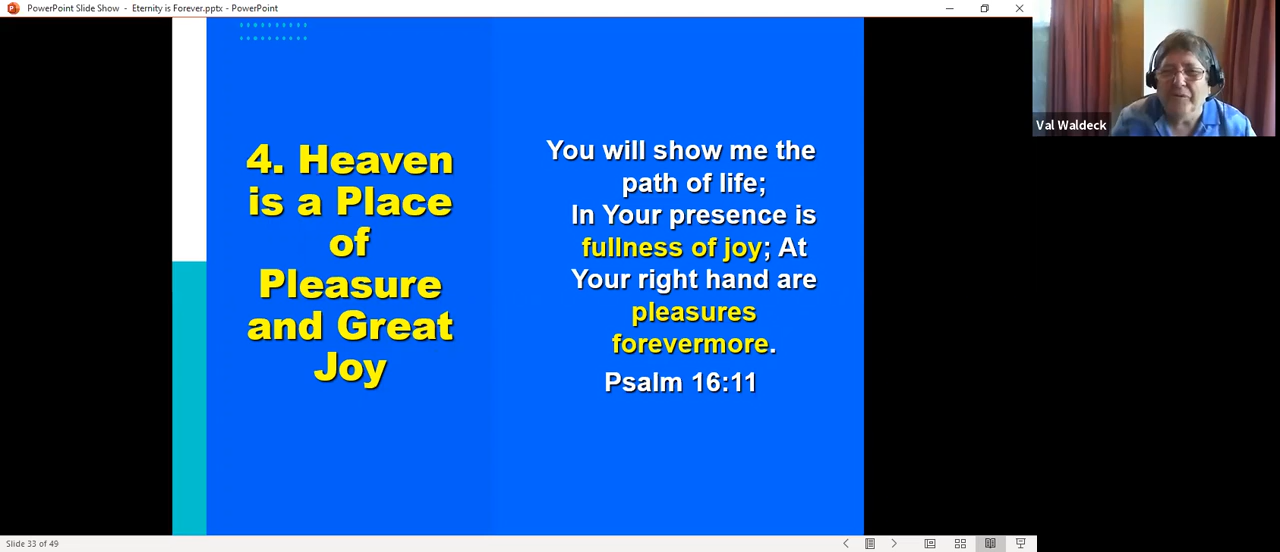 PowerPoint Slide Show - Eternity is Forever.pptx - PowerPoint
4. Heaven
is a Place
of
Pleasure
and Great
Joy
You will show me the
path of life;
In Your presence is
fullness of joy; At
Your right hand are
pleasures
forevermore.
Psalm 16:11
Val Waldeck
Slide 33 of 49